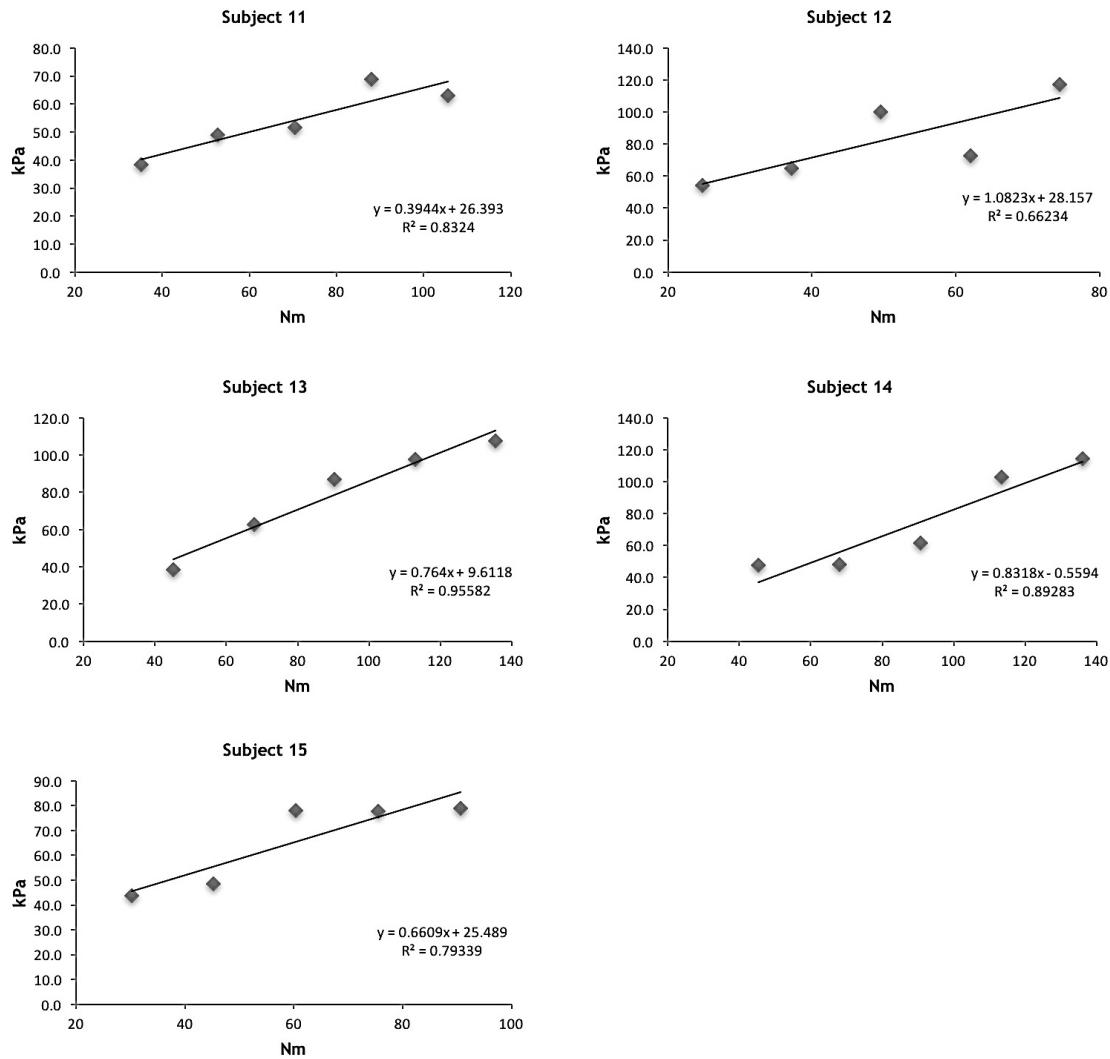 Subject 11
80.0
70.0
60.0
50.0
40.0
30.0
20.0
10.0
0.0
kPa
y = 0.3944x + 26.393
R² = 0.8324
20 40 60 80 100 120
Nm
Subject 12
140.0
120.0
100.0
80.0
60.0
40.0
20.0
0.0
kPa
y = 1.0823x + 28.157
R² = 0.66234
20 40 60 80
Nm
Subject 13
120.0
100.0
80.0
60.0
40.0
20.0
0.0
kPa
y = 0.764x + 9.6118
R² = 0.95582
20 40 60 80 100 120 140
Nm
Subject 14
140.0
120.0
100.0
80.0
60.0
40.0
20.0
0.0
kPa
y = 0.8318x - 0.5594
R² = 0.89283
20 40 60 80 100 120 140
Nm
Subject 15
90.0
80.0
70.0
60.0
50.0
40.0
30.0
20.0
10.0
0.0
kPa
y = 0.6609x + 25.489
R² = 0.79339
20 40 60 80 100
Nm